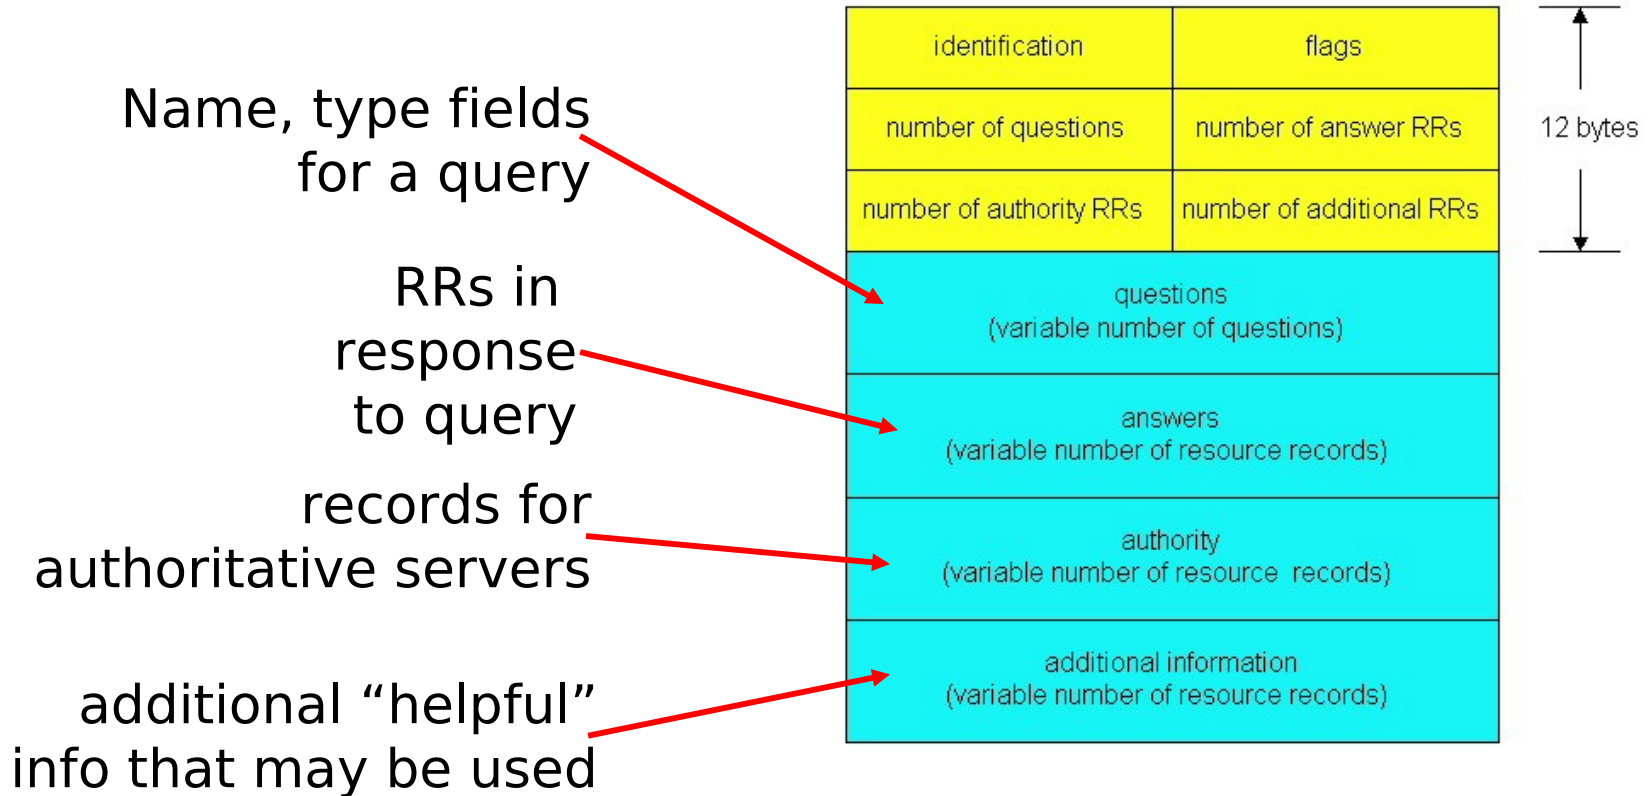 Name, type fields
for a query
RRs in
response
to query
records for
authoritative servers
additional “helpful”
info that may be used
identification
flags
number of questions
number of answer RRs
number of authority RRs
number of additional RRs
12 bytes
questions
(variable number of questions)
answers
(variable number of resource records)
authority
(variable number of resource records)
additional information
(variable number of resource records)